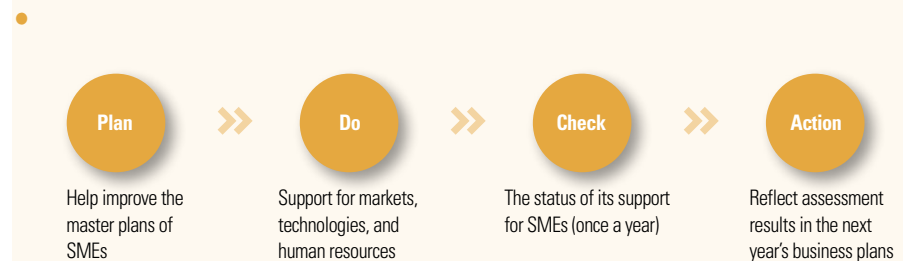 Plan
Do
Check
Action
Help improve the
master plans of
SMEs
Support for markets,
technologies, and
human resources
The status of its support
for SMEs (once a year)
Reflect assessment
results in the next
year's business plans